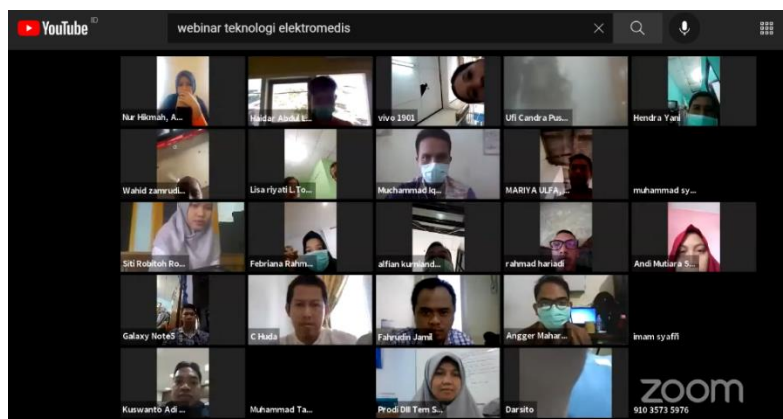 YouTube ID
webinar teknologi elektromedis
Nur Hikmah, A...
Haidar Abdul L...
vivo 1901
Ufi Candra Pus...
Hendra Yani
Wahid zamrudi...
Lisa riyati L.To...
Muchammad Iq...
MARIYA ULFA,...
muhammad sy...
Siti Robitoh Ro...
Febriana Rahm...
alfian kurniand...
rahmad hariadi
Andi Mutiara S...
Galaxy Note5
C Huda
Fahrudin Jamil
Angger Mahar...
imam syaffi
Kuswanto Adi ...
Muhammad Ta...
Prodi DIII Tem S...
Darsito
zoom
910 3573 5976